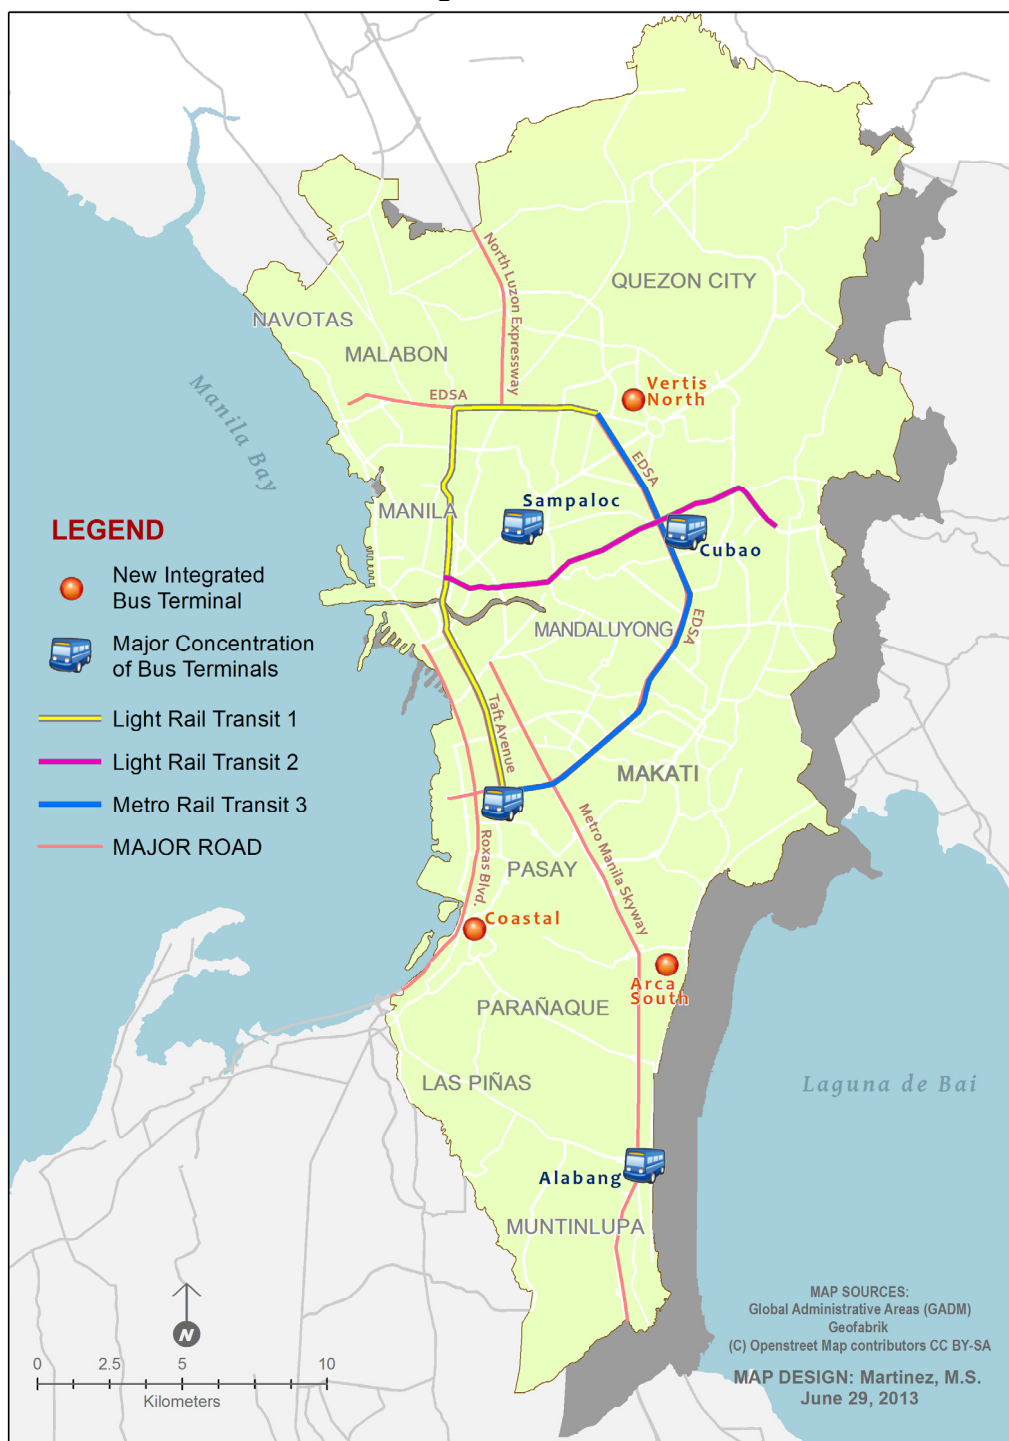 North Luzon Expressway
QUEZON CITY
NAVOTAS
MALABON
EDSA
Vertis
North
Manila Bay
EDSA
Sampaloc
MANILA
Cubao
LEGEND
New Integrated
Bus Terminal
Major Concentration
of Bus Terminals
Light Rail Transit 1
Light Rail Transit 2
Metro Rail Transit 3
MAJOR ROAD
MANDALUYONG
EDSA
Taft Avenue
MAKATI
Metro Manila Skyway
Roxas Blvd.
PASAY
Coastal
Arca
South
PARAÑAQUE
LAS PIÑAS
Laguna de Bai
Alabang
MUNTINLUPA
N
0 2.5 5 10
Kilometers
MAP SOURCES:
Global Administrative Areas (GADM)
Geofabrik
(C) Openstreet Map contributors CC BY-SA
MAP DESIGN: Martinez, M.S.
June 29, 2013